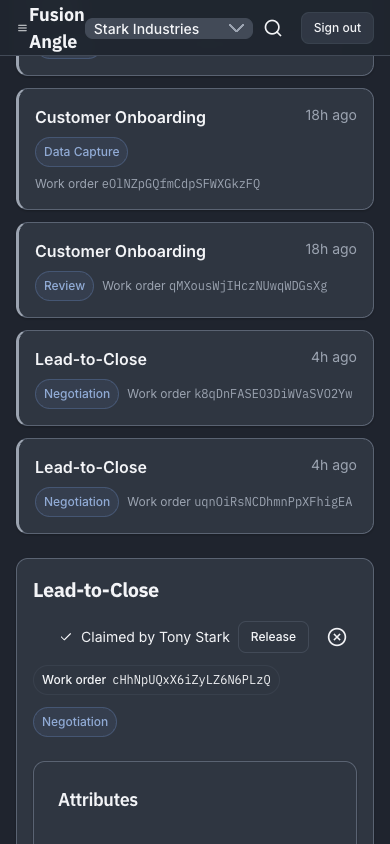 Fusion
Angle
Stark Industries
Sign out
Customer Onboarding 18h ago
Data Capture
Work order eOlNZpGQfmCdpSFWXGkzFQ
Customer Onboarding 18h ago
Review Work order qMXousWjIHczNUwqWDGsXg
Lead-to-Close 4h ago
Negotiation Work order k8qDnFASEO3DiWVaSVO2Yw
Lead-to-Close 4h ago
Negotiation Work order uqnOiRsNCDhmnPpXFhigEA
Lead-to-Close
Claimed by Tony Stark Release
Work order cHhNpUQxX6iZyLZ6N6PLzQ
Negotiation
Attributes